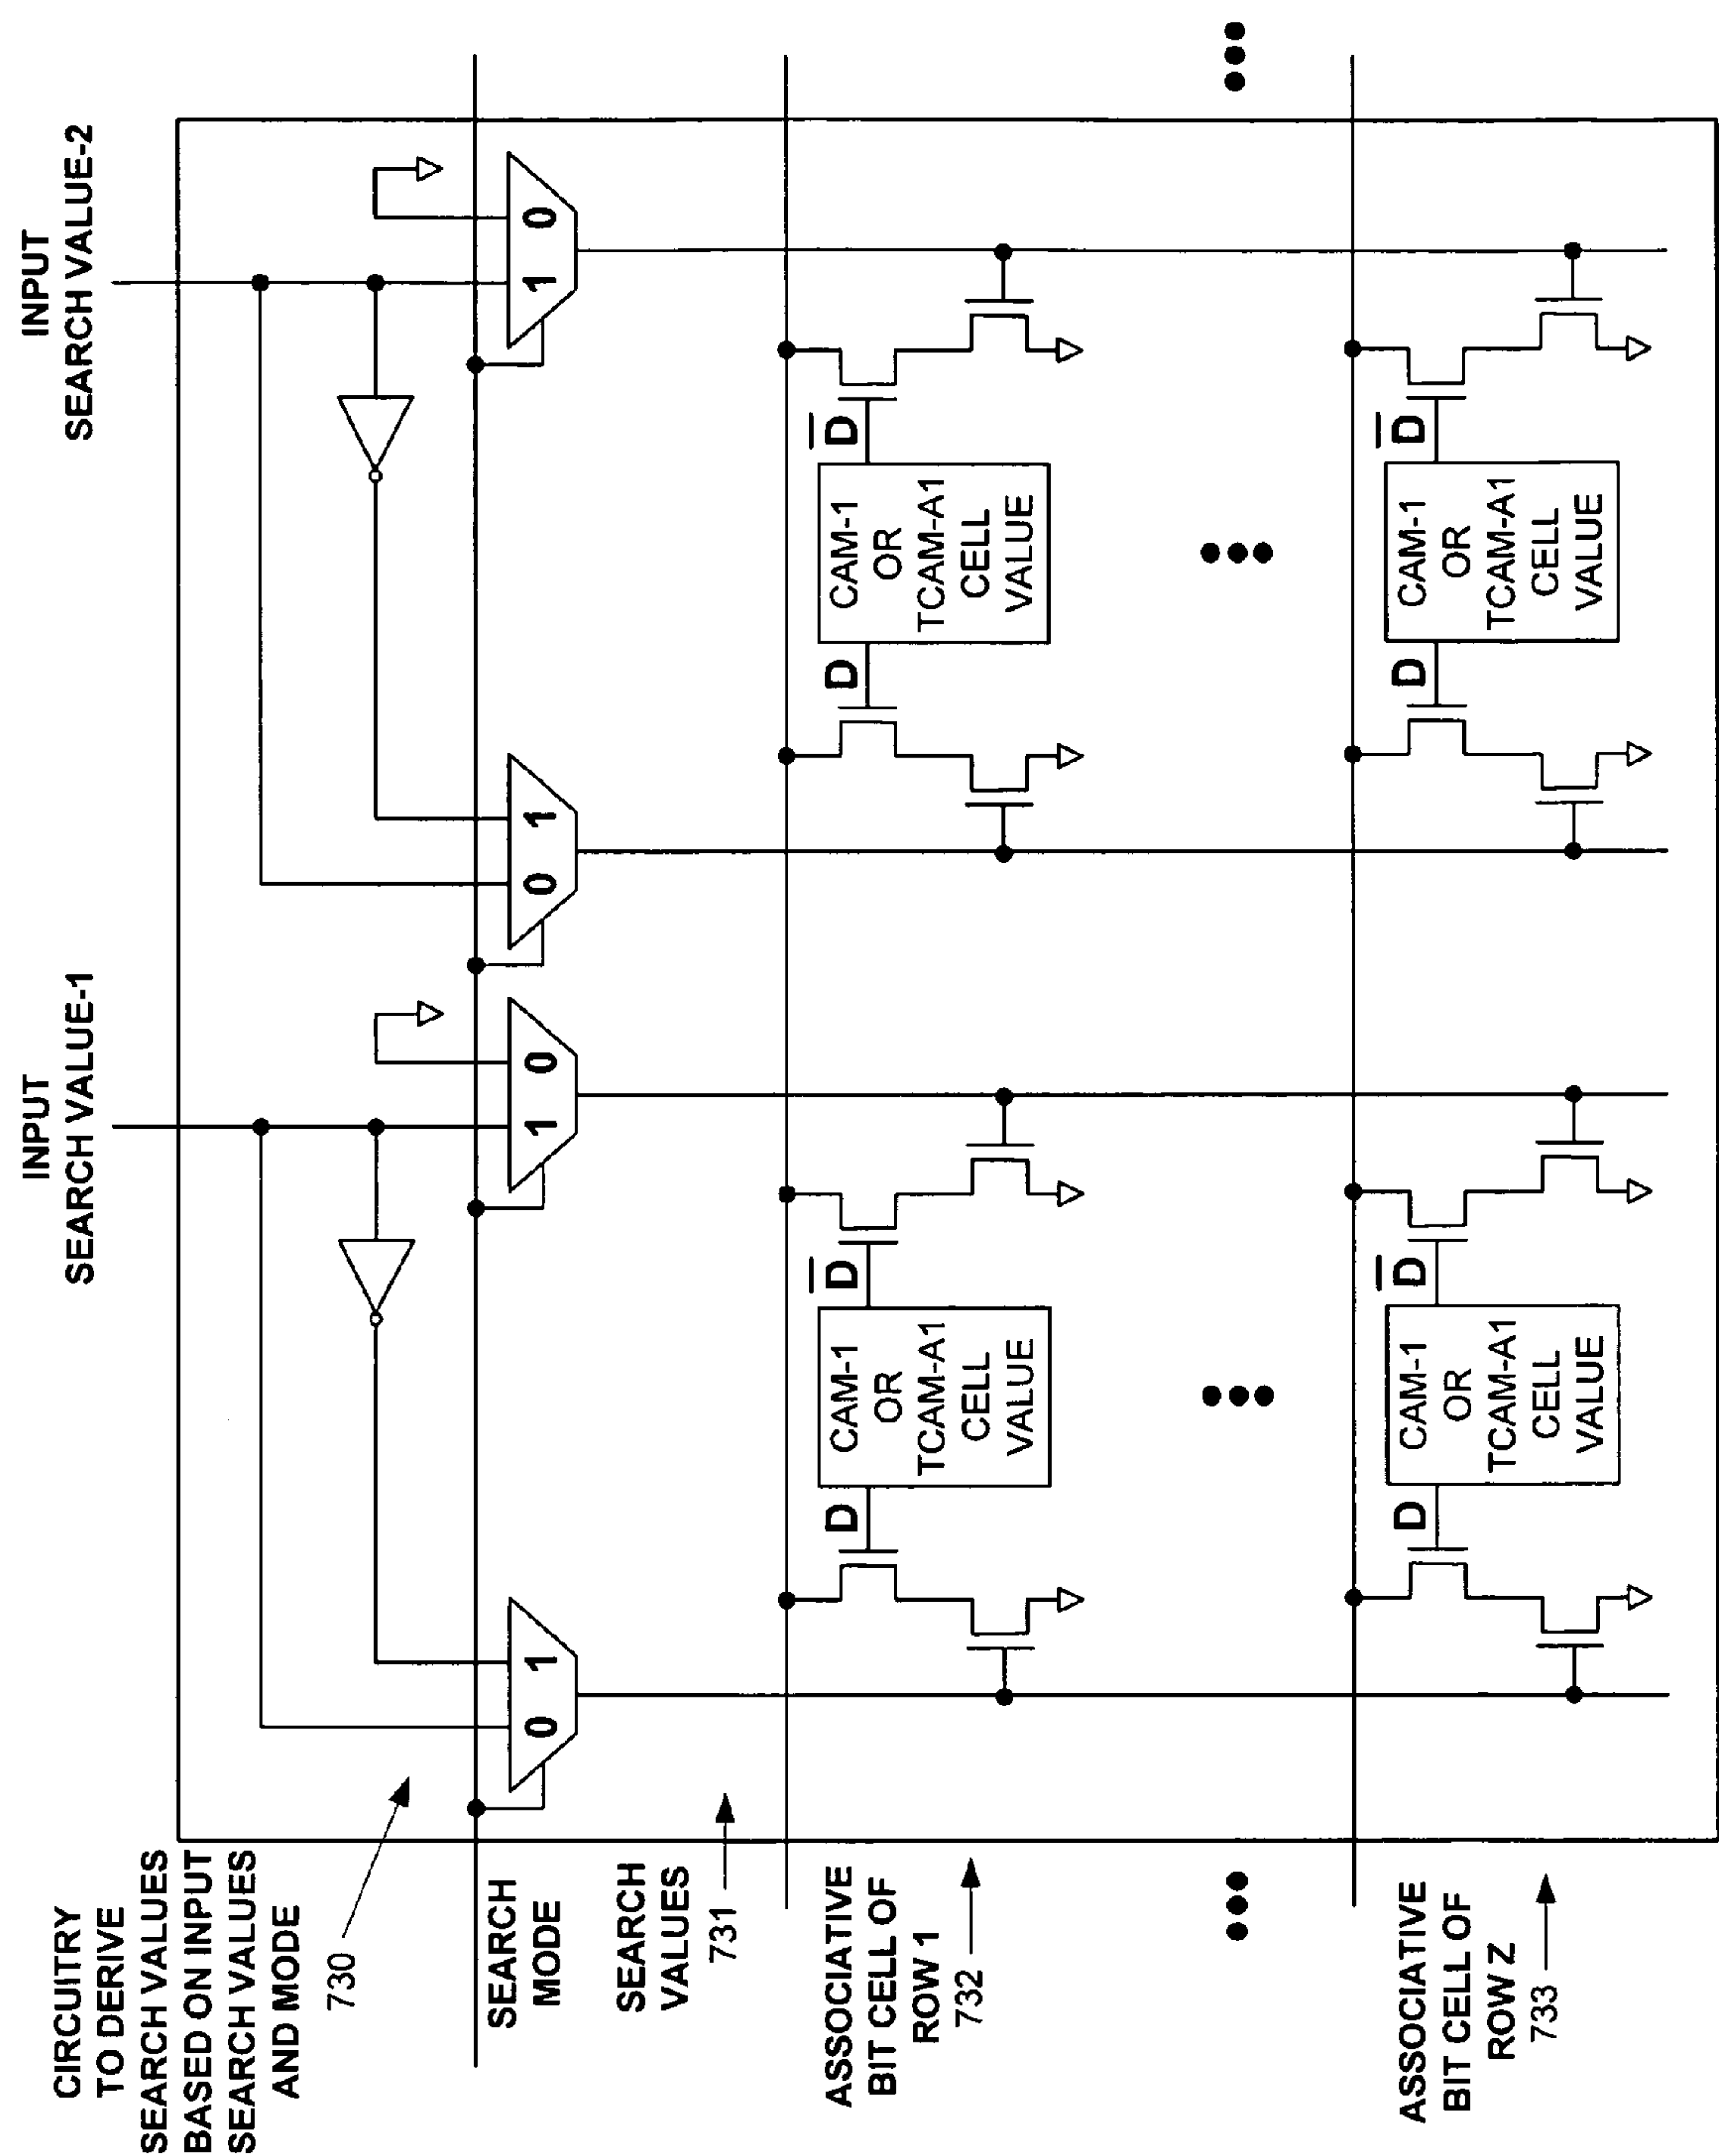 INPUT
SEARCH VALUE-1
INPUT
SEARCH VALUE-2
CIRCUITRY
TO DERIVE
SEARCH VALUES
BASED ON INPUT
SEARCH VALUES
AND MODE
730
SEARCH
MODE
0 1
1 0
0 1
1 0
SEARCH
VALUES
731
ASSOCIATIVE
BIT CELL OF
ROW 1
732
D
CAM-1
OR
TCAM-A1
CELL
VALUE
D̅
D
CAM-1
OR
TCAM-A1
CELL
VALUE
D̅
ASSOCIATIVE
BIT CELL OF
ROW Z
733
D
CAM-1
OR
TCAM-A1
CELL
VALUE
D̅
D
CAM-1
OR
TCAM-A1
CELL
VALUE
D̅